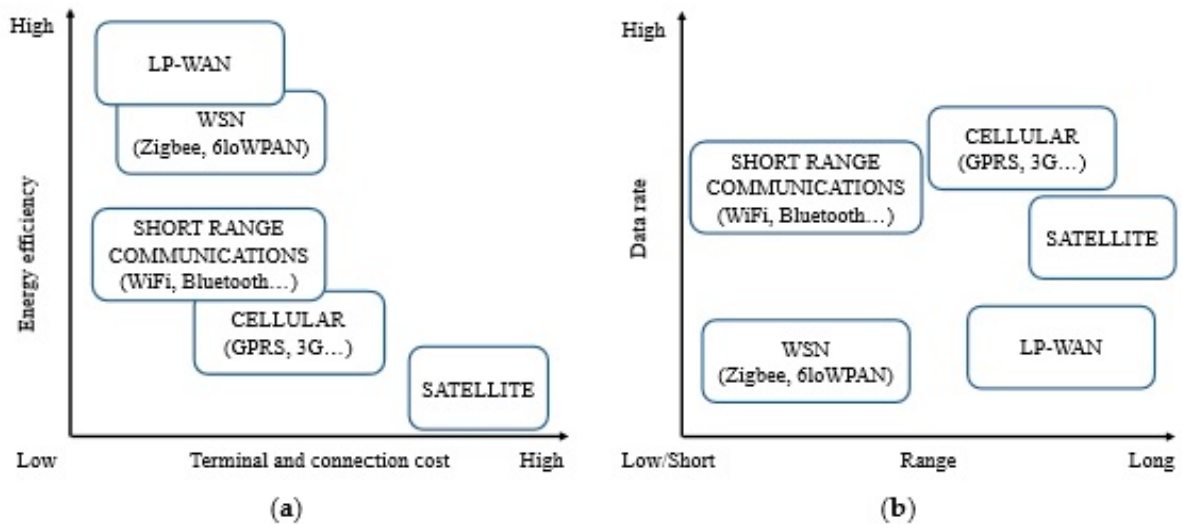 High
LP-WAN
WSN
(Zigbee, 6loWPAN)
SHORT RANGE
COMMUNICATIONS
(WiFi, Bluetooth…)
CELLULAR
(GPRS, 3G…)
SATELLITE
Energy efficiency
Low
Terminal and connection cost
High
(a)
High
CELLULAR
(GPRS, 3G…)
SHORT RANGE
COMMUNICATIONS
(WiFi, Bluetooth…)
SATELLITE
WSN
(Zigbee, 6loWPAN)
LP-WAN
Data rate
Low/Short
Range
Long
(b)